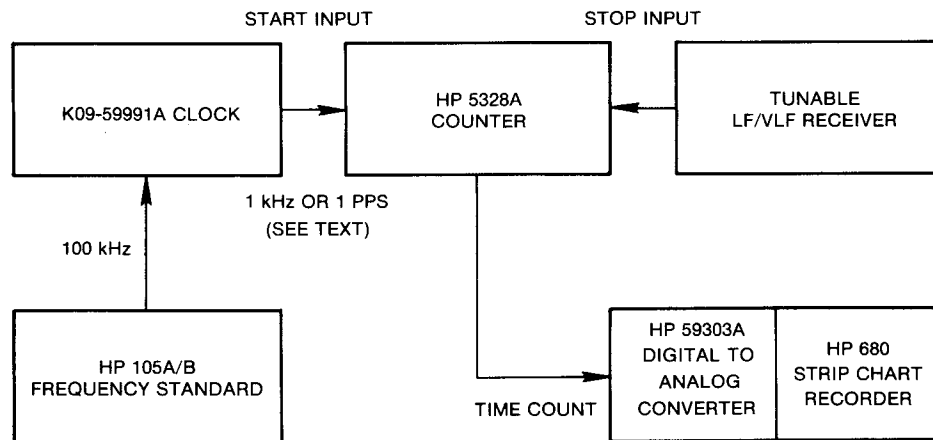 START INPUT
STOP INPUT
K09-59991A CLOCK
HP 5328A
COUNTER
TUNABLE
LF/VLF RECEIVER
1 kHz OR 1 PPS
(SEE TEXT)
100 kHz
HP 105A/B
FREQUENCY STANDARD
TIME COUNT
HP 59303A
DIGITAL TO
ANALOG
CONVERTER
HP 680
STRIP CHART
RECORDER